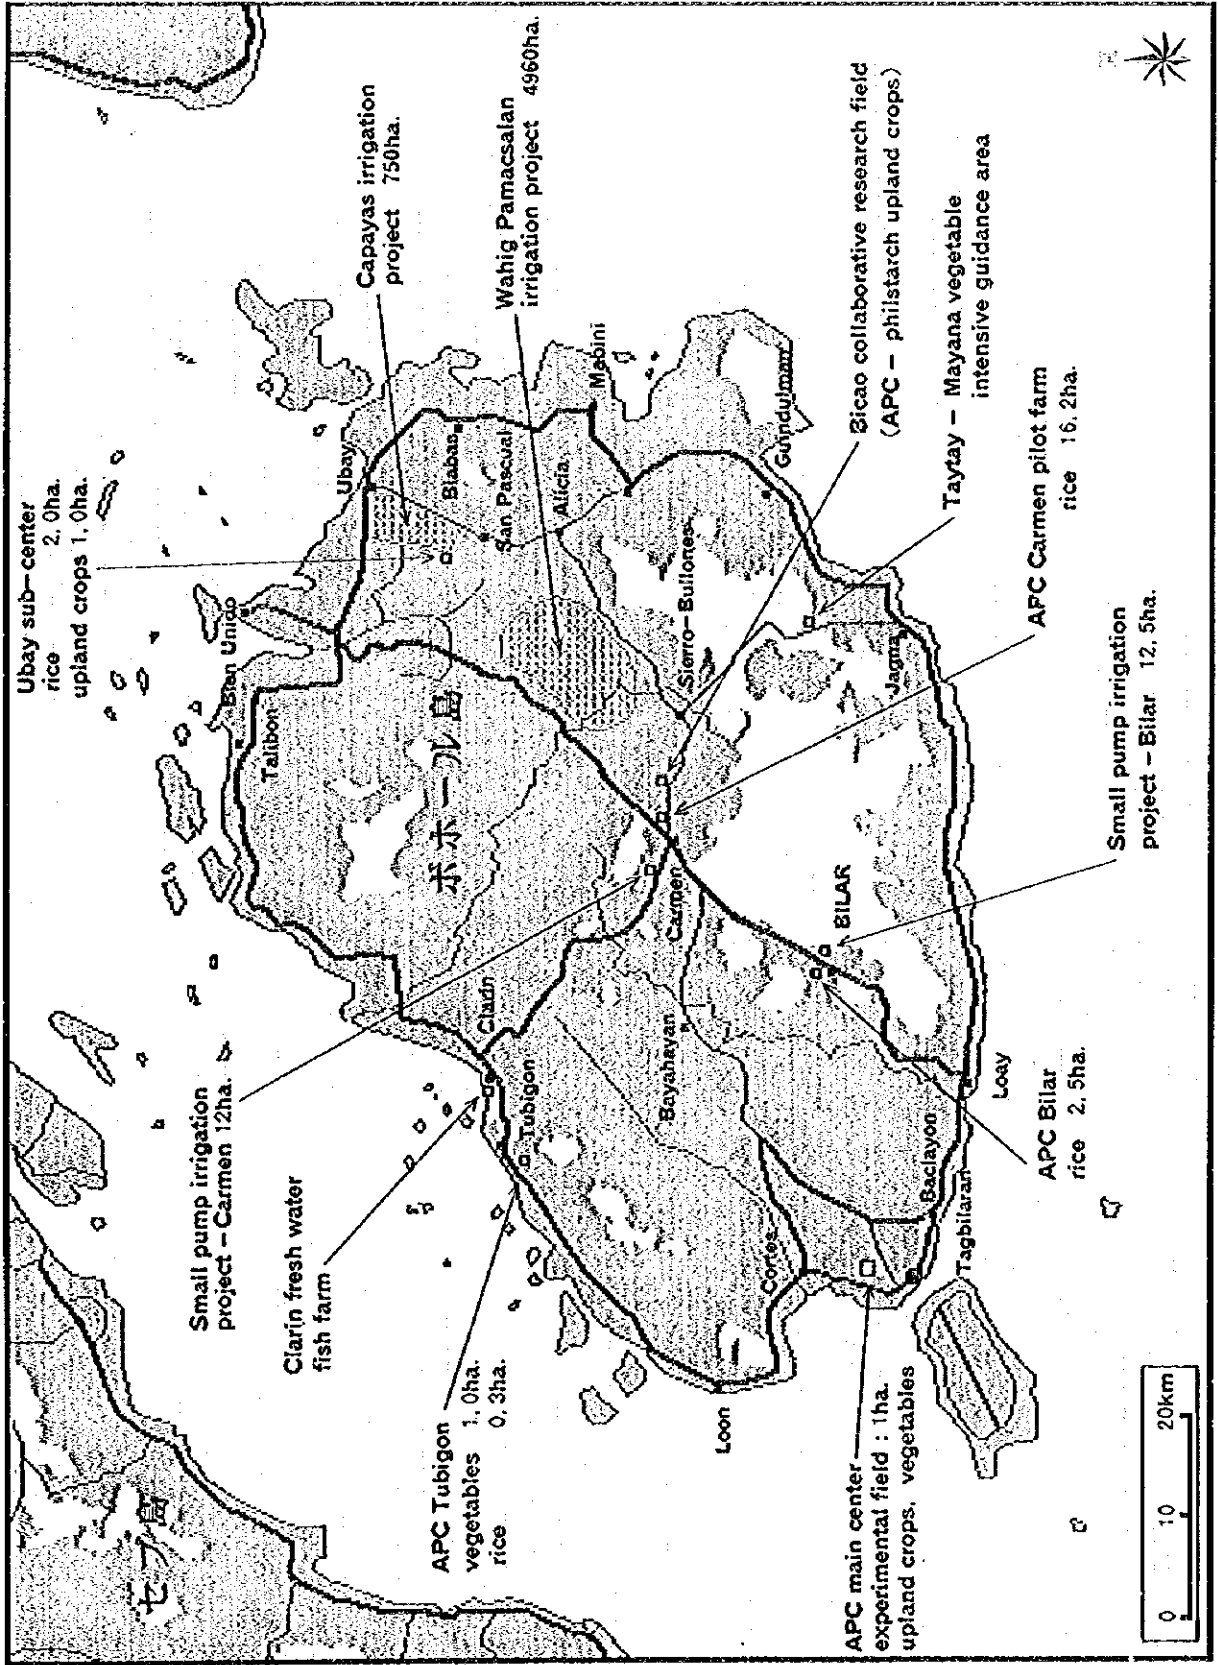 Ubay sub-center
rice 2.0ha.
upland crops 1.0ha.
Capayas irrigation
project 750ha.
Wahig Pamacsalan
irrigation project 4960ha.
Bicao collaborative research field
(APC - philstarch upland crops)
Taytay - Mayana vegetable
intensive guidance area
APC Carmen pilot farm
rice 16.2ha.
Small pump irrigation
project - Bilar 12.5ha.
APC Bilar
rice 2.5ha.
Small pump irrigation
project - Carmen 12ha.
Clarin fresh water
fish farm
APC Tubigon
vegetables 1.0ha.
rice 0.3ha.
APC main center
experimental field : 1ha.
upland crops. vegetables
セブ島
ボホール島
Talibon
Bien Unido
Ubay
Biabas
San Pascual
Alicia
Mabini
Guindulman
Sierro-Bullones
Jagna
Carmen
BILAR
Clarin
Tubigon
Bayahayan
Loon
Cortes
Baclayon
Tagbilaran
Loay
0 10 20km